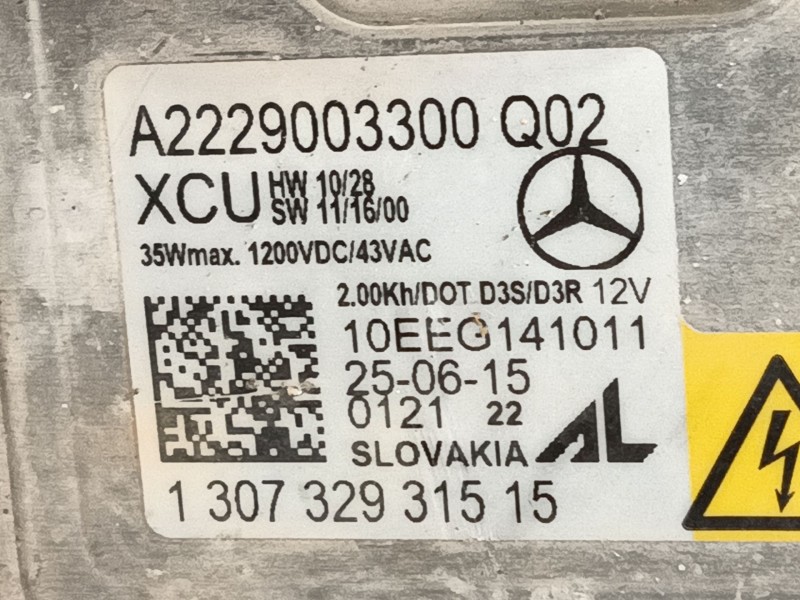 A2229003300 Q02
XCU HW 10/28
SW 11/16/00
35Wmax. 1200VDC/43VAC
2.00Kh/DOT D3S/D3R 12V
10EEG141011
25-06-15
0121 22
SLOVAKIA AL
1 307 329 315 15